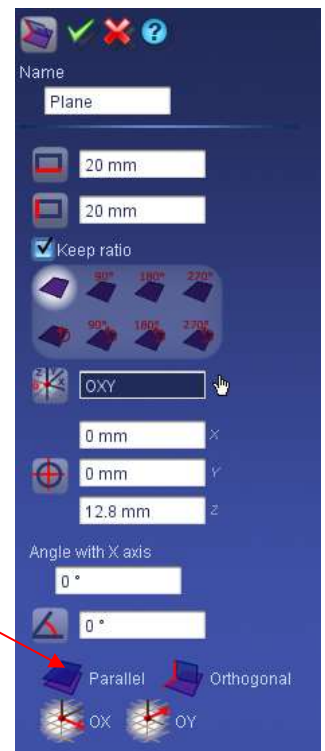 Name
Plane
20 mm
20 mm
Keep ratio
90° 180° 270°
90° 180° 270°
OXY
0 mm X
0 mm Y
12.8 mm Z
Angle with X axis
0 °
0 °
Parallel Orthogonal
OX OY